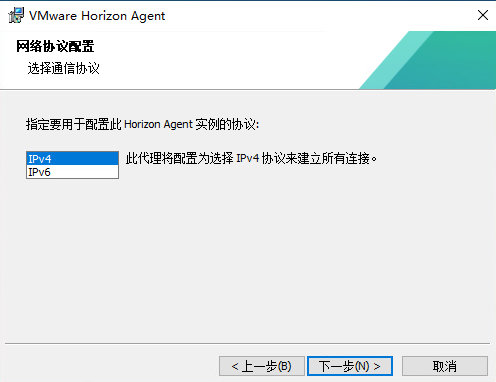 VMware Horizon Agent
网络协议配置
选择通信协议
指定要用于配置此 Horizon Agent 实例的协议:
IPv4
IPv6
此代理将配置为选择 IPv4 协议来建立所有连接。
< 上一步(B)
下一步(N) >
取消